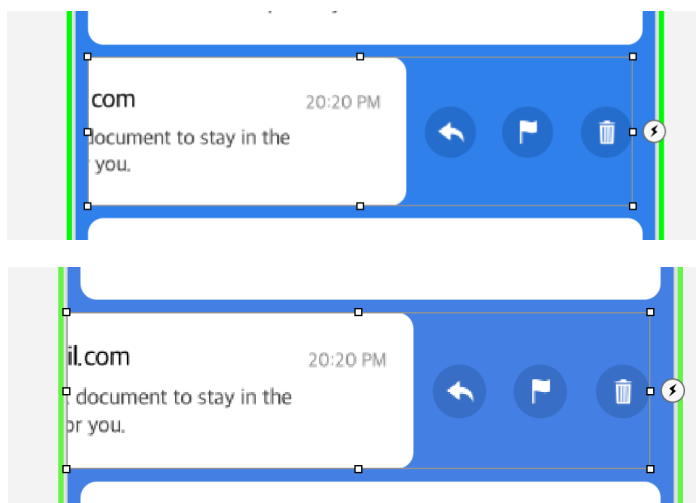 .com
20:20 PM
document to stay in the
you.
il.com
20:20 PM
document to stay in the
or you.